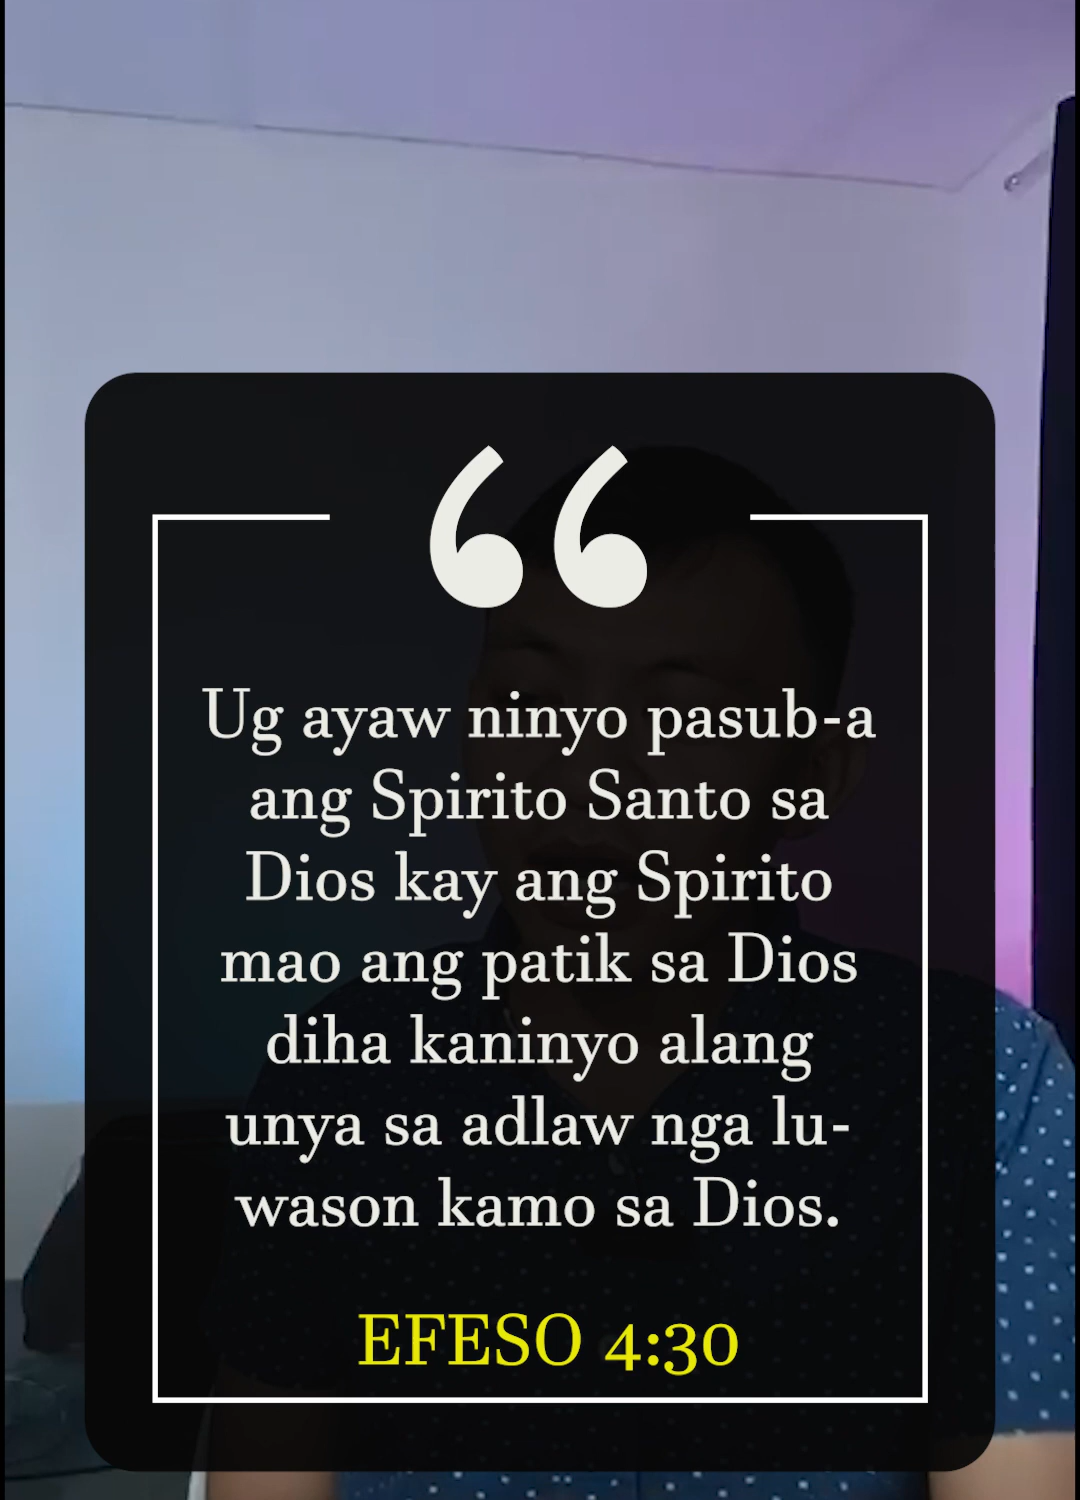 “
Ug ayaw ninyo pasub-a
ang Spirito Santo sa
Dios kay ang Spirito
mao ang patik sa Dios
diha kaninyo alang
unya sa adlaw nga lu-
wason kamo sa Dios.
EFESO 4:30